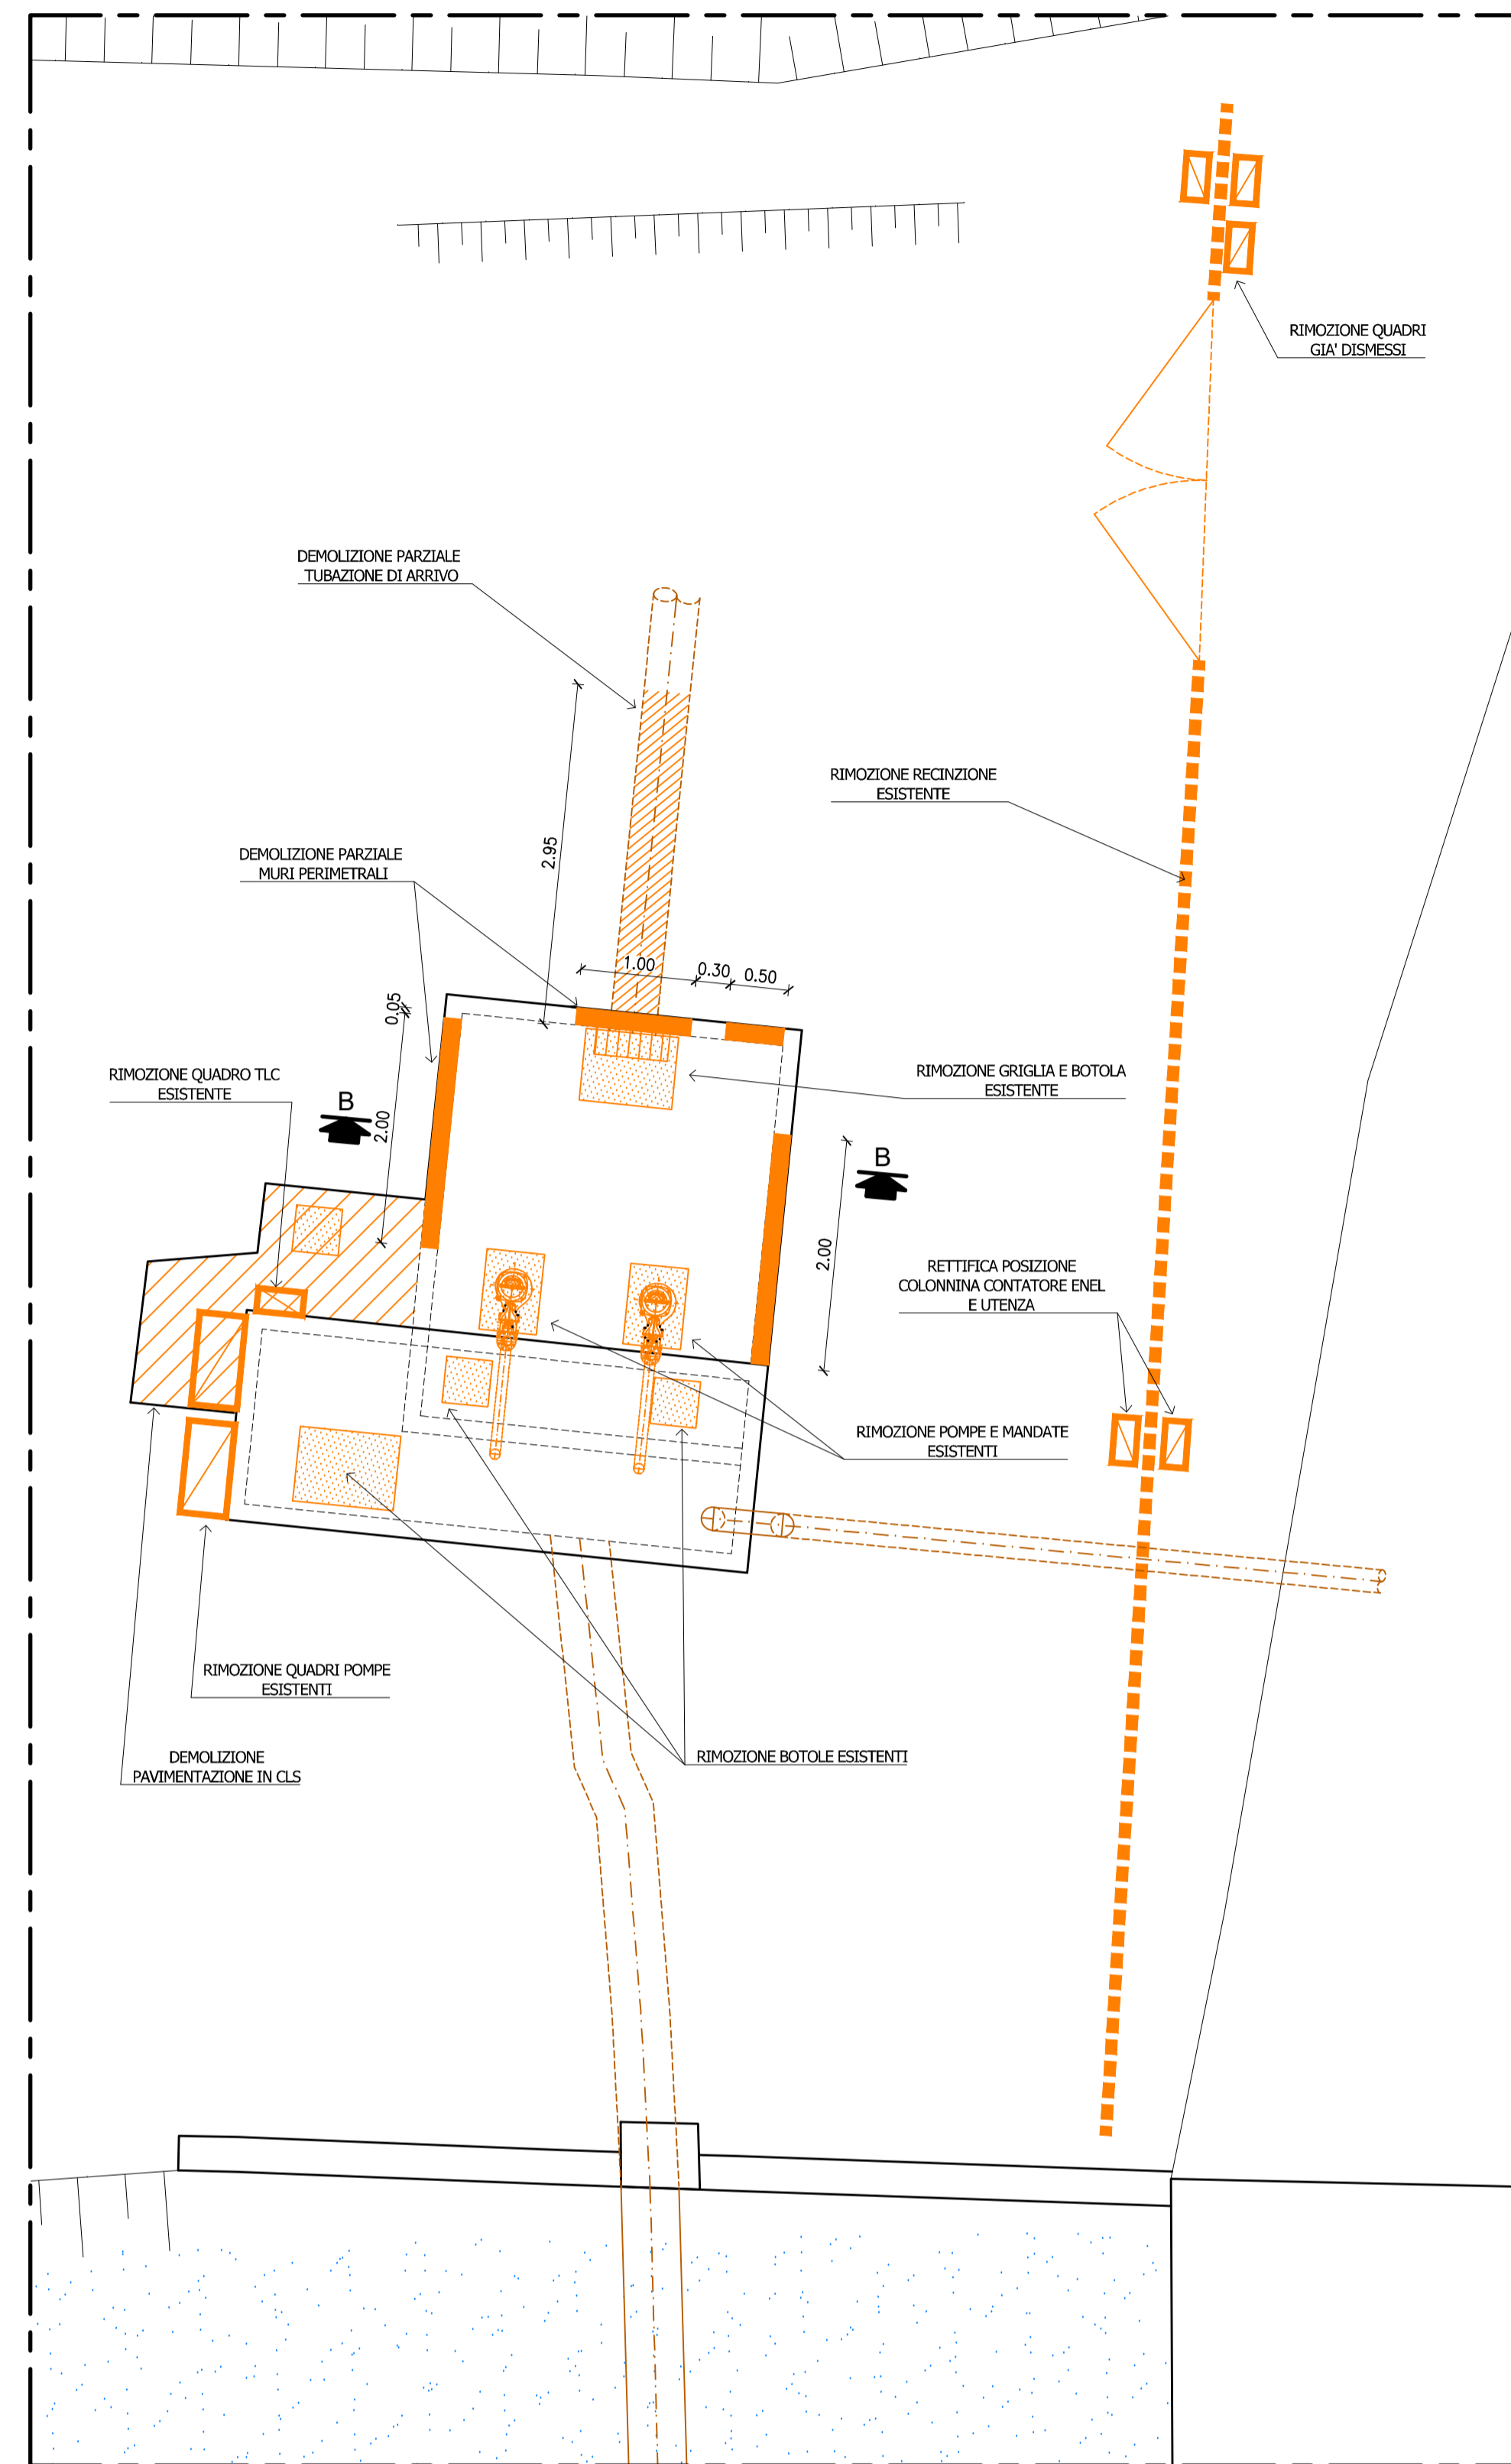 RIMOZIONE QUADRI
GIA' DISMESSI
DEMOLIZIONE PARZIALE
TUBAZIONE DI ARRIVO
RIMOZIONE RECINZIONE
ESISTENTE
2.95
DEMOLIZIONE PARZIALE
MURI PERIMETRALI
1.00
0.30
0.50
0.05
RIMOZIONE QUADRO TLC
ESISTENTE
RIMOZIONE GRIGLIA E BOTOLA
ESISTENTE
B
2.00
B
2.00
RETTIFICA POSIZIONE
COLONNINA CONTATORE ENEL
E UTENZA
RIMOZIONE POMPE E MANDATE
ESISTENTI
RIMOZIONE QUADRI POMPE
ESISTENTI
RIMOZIONE BOTOLE ESISTENTI
DEMOLIZIONE
PAVIMENTAZIONE IN CLS